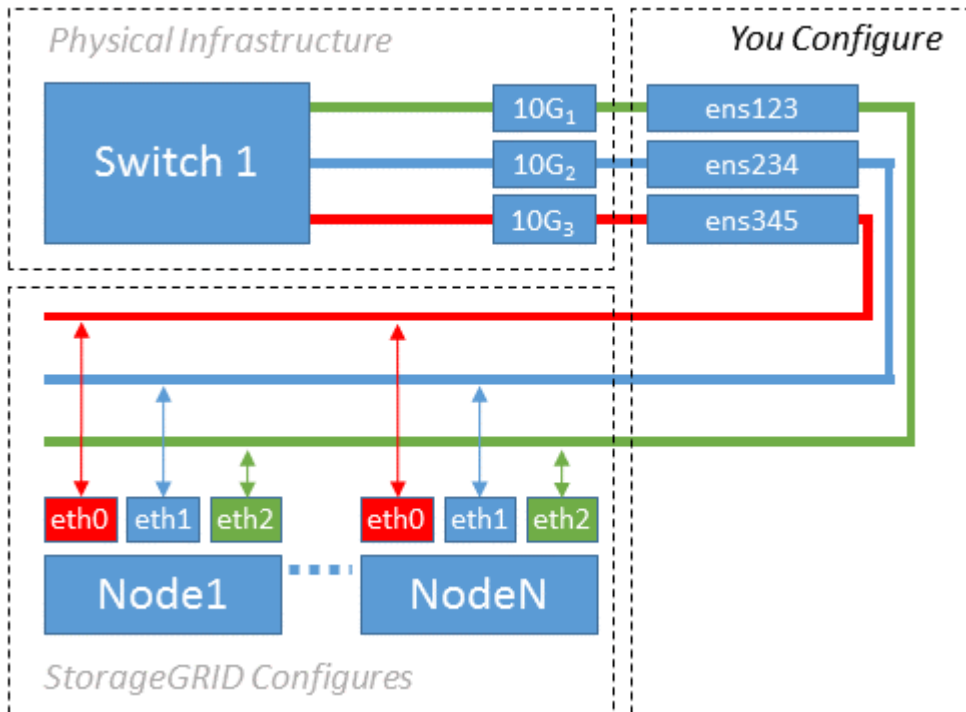 Physical Infrastructure
You Configure
Switch 1
10G₁
ens123
10G₂
ens234
10G₃
ens345
eth0
eth1
eth2
eth0
eth1
eth2
Node1
NodeN
StorageGRID Configures